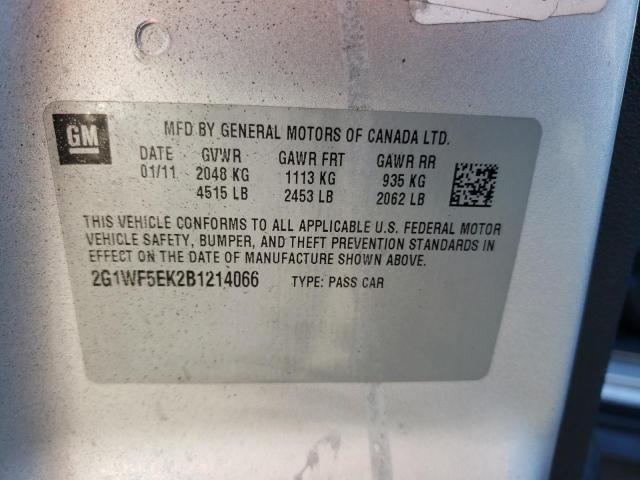 GM
MFD BY GENERAL MOTORS OF CANADA LTD.
DATE GVWR GAWR FRT GAWR RR
01/11 2048 KG 1113 KG 935 KG
4515 LB 2453 LB 2062 LB
THIS VEHICLE CONFORMS TO ALL APPLICABLE U.S. FEDERAL MOTOR
VEHICLE SAFETY, BUMPER, AND THEFT PREVENTION STANDARDS IN
EFFECT ON THE DATE OF MANUFACTURE SHOWN ABOVE.
2G1WF5EK2B1214066 TYPE: PASS CAR